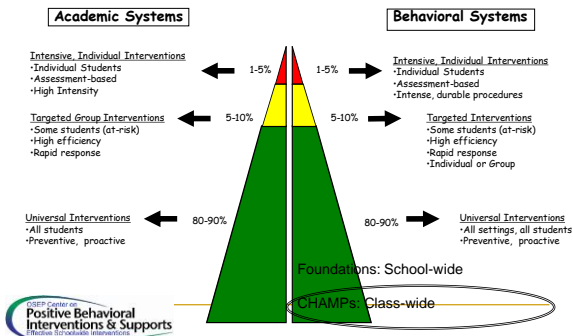 Academic Systems
Behavioral Systems
Intensive, Individual Interventions
•Individual Students
•Assessment-based
•High Intensity
1-5%
1-5%
Intensive, Individual Interventions
•Individual Students
•Assessment-based
•Intense, durable procedures
Targeted Group Interventions
•Some students (at-risk)
•High efficiency
•Rapid response
5-10%
5-10%
Targeted Interventions
•Some students (at-risk)
•High efficiency
•Rapid response
•Individual or Group
Universal Interventions
•All students
•Preventive, proactive
80-90%
80-90%
Universal Interventions
•All settings, all students
•Preventive, proactive
Foundations: School-wide
CHAMPs: Class-wide
OSEP Center on
Positive Behavioral
Interventions & Supports
Effective Schoolwide Interventions